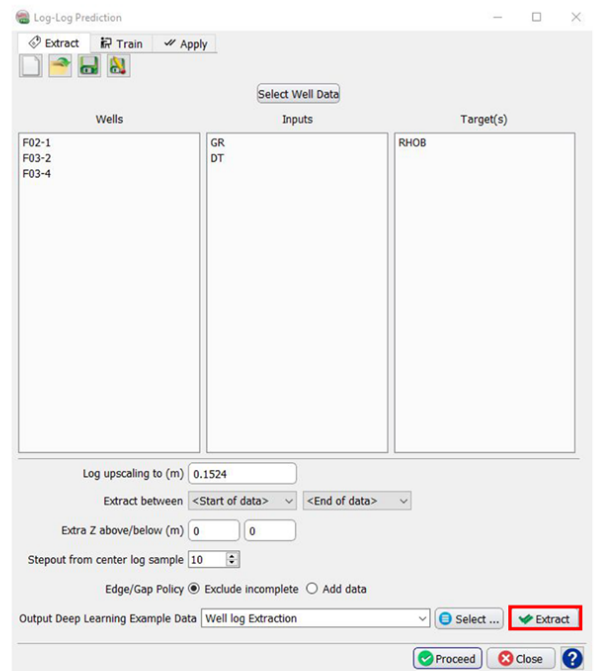 Log-Log Prediction
Extract Train Apply
Select Well Data
Wells Inputs Target(s)
F02-1 GR RHOB
F03-2 DT
F03-4
Log upscaling to (m) 0.1524
Extract between <Start of data> <End of data>
Extra Z above/below (m) 0 0
Stepout from center log sample 10
Edge/Gap Policy Exclude incomplete Add data
Output Deep Learning Example Data Well log Extraction Select ... Extract
Proceed Close ?